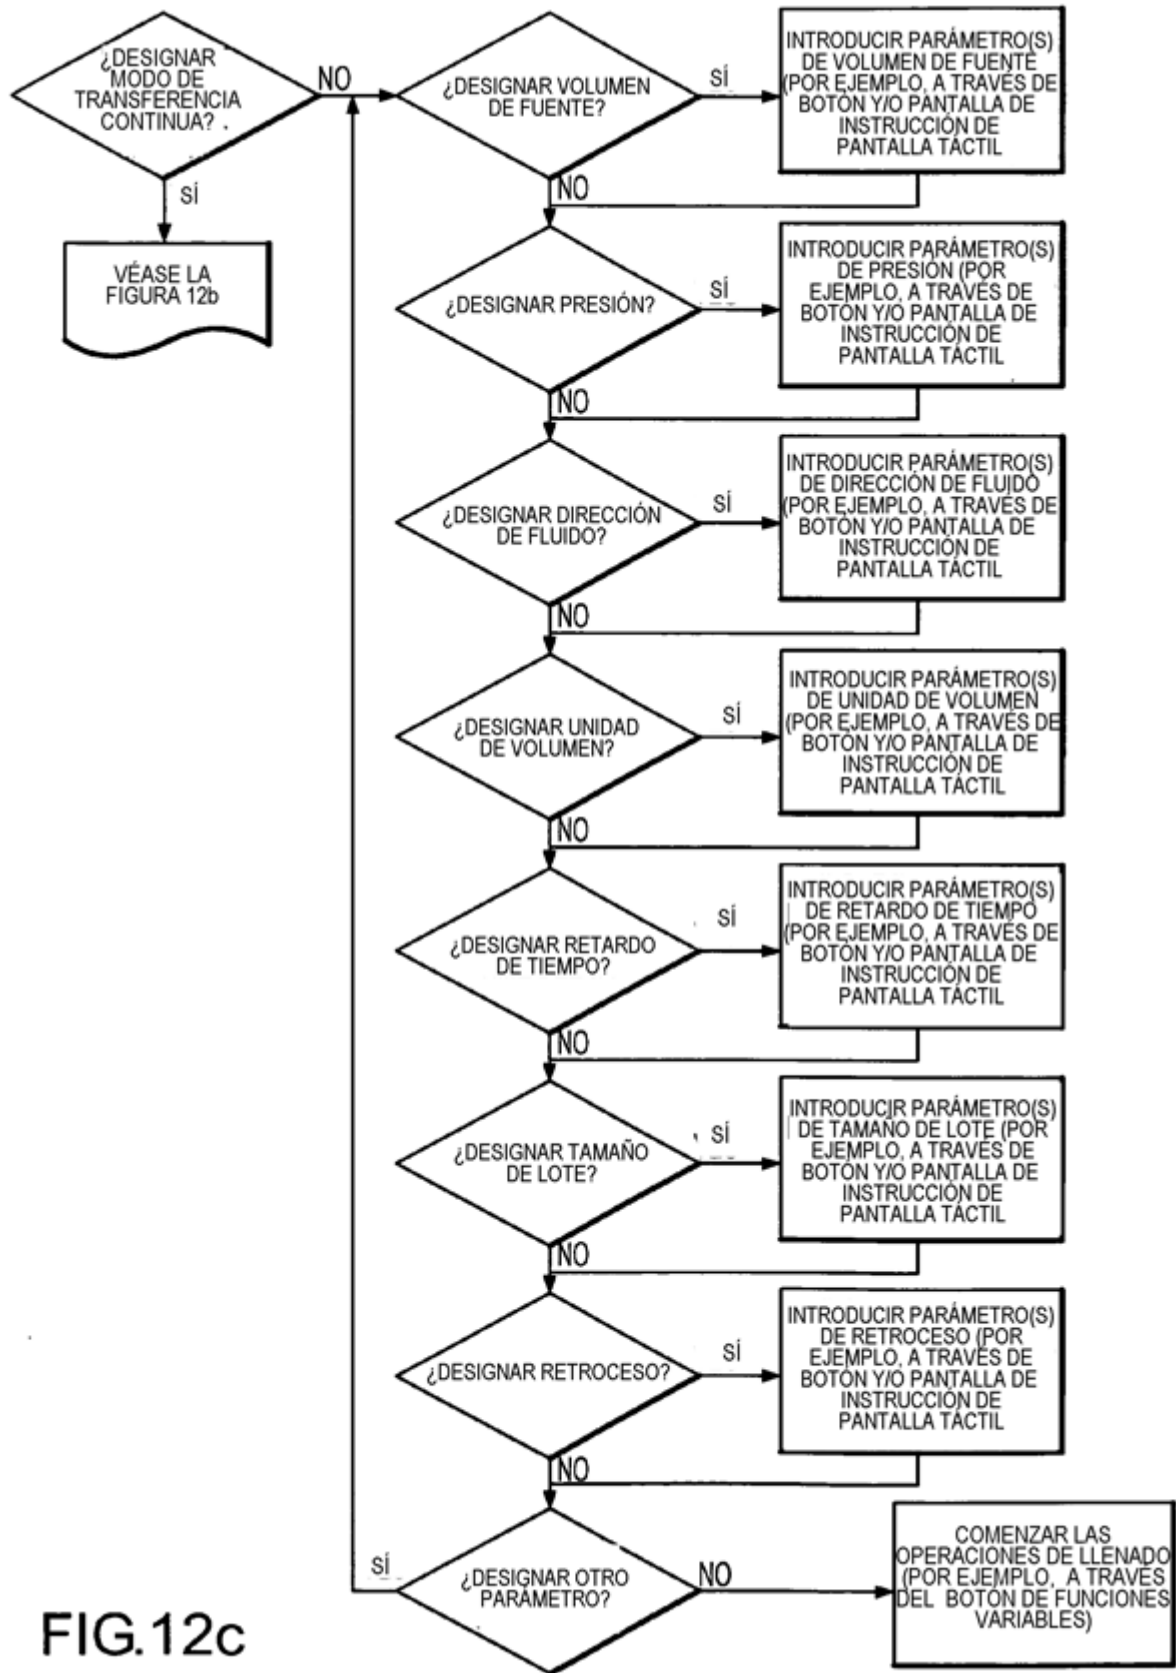 ¿DESIGNAR
MODO DE
TRANSFERENCIA
CONTINUA?
NO
SÍ
VÉASE LA
FIGURA 12b
¿DESIGNAR VOLUMEN
DE FUENTE?
SÍ
NO
INTRODUCIR PARÁMETRO(S)
DE VOLUMEN DE FUENTE
(POR EJEMPLO, A TRAVÉS DE
BOTÓN Y/O PANTALLA DE
INSTRUCCIÓN DE
PANTALLA TÁCTIL
¿DESIGNAR PRESIÓN?
SÍ
NO
INTRODUCIR PARÁMETRO(S)
DE PRESIÓN (POR
EJEMPLO, A TRAVÉS DE
BOTÓN Y/O PANTALLA DE
INSTRUCCIÓN DE
PANTALLA TÁCTIL
¿DESIGNAR DIRECCIÓN
DE FLUIDO?
SÍ
NO
INTRODUCIR PARÁMETRO(S)
DE DIRECCIÓN DE FLUIDO
(POR EJEMPLO, A TRAVÉS DE
BOTÓN Y/O PANTALLA DE
INSTRUCCIÓN DE
PANTALLA TÁCTIL
¿DESIGNAR UNIDAD
DE VOLUMEN?
SÍ
NO
INTRODUCIR PARÁMETRO(S)
DE UNIDAD DE VOLUMEN
(POR EJEMPLO, A TRAVÉS DE
BOTÓN Y/O PANTALLA DE
INSTRUCCIÓN DE
PANTALLA TÁCTIL
¿DESIGNAR RETARDO
DE TIEMPO?
SÍ
NO
INTRODUCIR PARÁMETRO(S)
DE RETARDO DE TIEMPO
(POR EJEMPLO, A TRAVÉS DE
BOTÓN Y/O PANTALLA DE
INSTRUCCIÓN DE
PANTALLA TÁCTIL
¿DESIGNAR TAMAÑO
DE LOTE?
SÍ
NO
INTRODUCIR PARÁMETRO(S)
DE TAMAÑO DE LOTE (POR
EJEMPLO, A TRAVÉS DE
BOTÓN Y/O PANTALLA DE
INSTRUCCIÓN DE
PANTALLA TÁCTIL
¿DESIGNAR RETROCESO?
SÍ
NO
INTRODUCIR PARÁMETRO(S)
DE RETROCESO (POR
EJEMPLO, A TRAVÉS DE
BOTÓN Y/O PANTALLA DE
INSTRUCCIÓN DE
PANTALLA TÁCTIL
¿DESIGNAR OTRO
PARÁMETRO?
SÍ
NO
COMENZAR LAS
OPERACIONES DE LLENADO
(POR EJEMPLO, A TRAVÉS
DEL BOTÓN DE FUNCIONES
VARIABLES)
FIG.12c